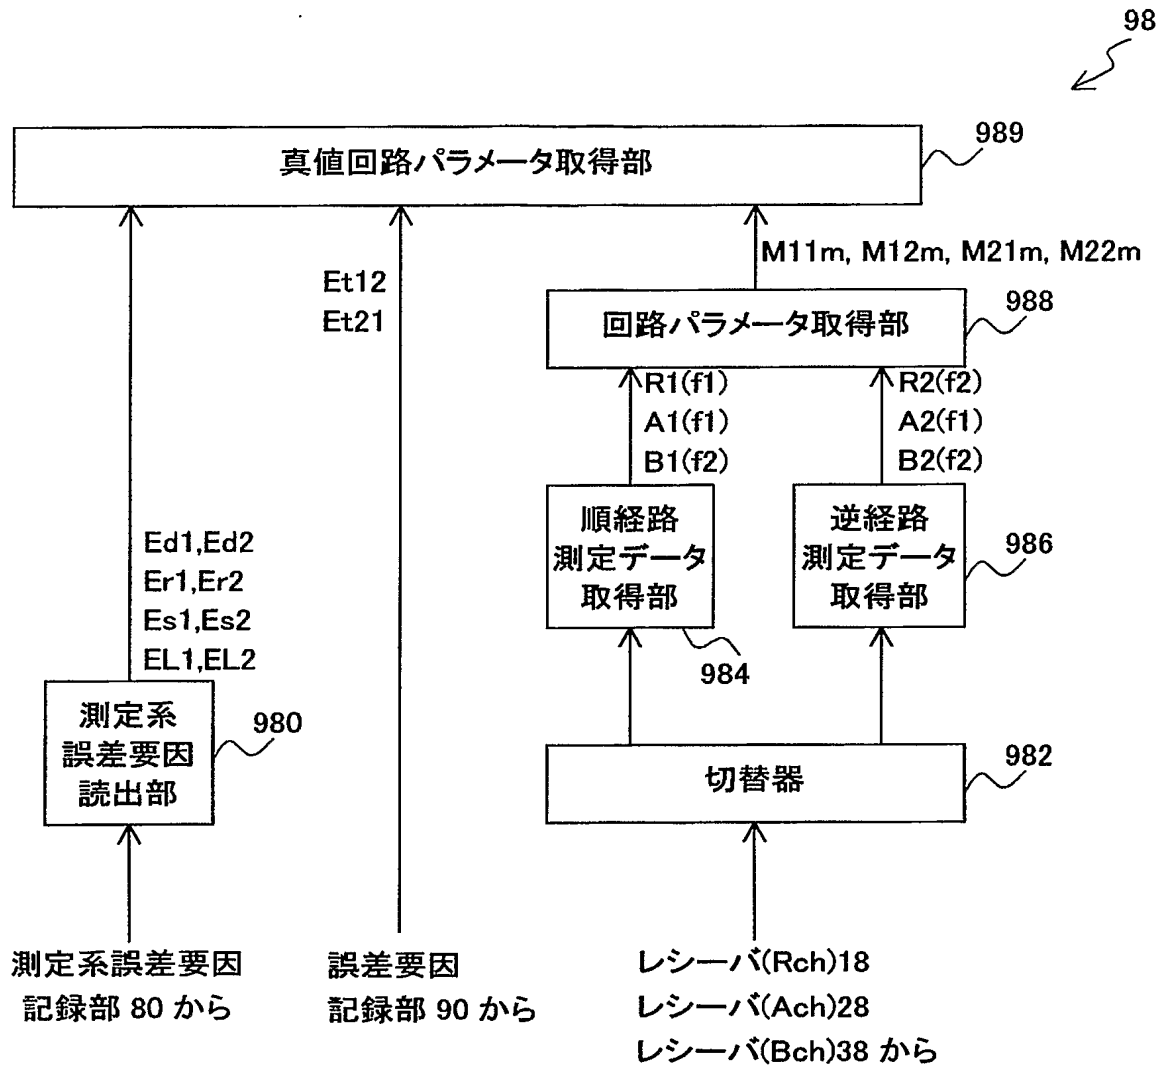 98
989
真値回路パラメータ取得部
M11m, M12m, M21m, M22m
Et12
Et21
988
回路パラメータ取得部
R1(f1)
A1(f1)
B1(f2)
R2(f2)
A2(f1)
B2(f2)
順経路
測定データ
取得部
984
逆経路
測定データ
取得部
986
Ed1,Ed2
Er1,Er2
Es1,Es2
EL1,EL2
測定系
誤差要因
読出部
980
982
切替器
測定系誤差要因
記録部 80 から
誤差要因
記録部 90 から
レシーバ(Rch)18
レシーバ(Ach)28
レシーバ(Bch)38 から